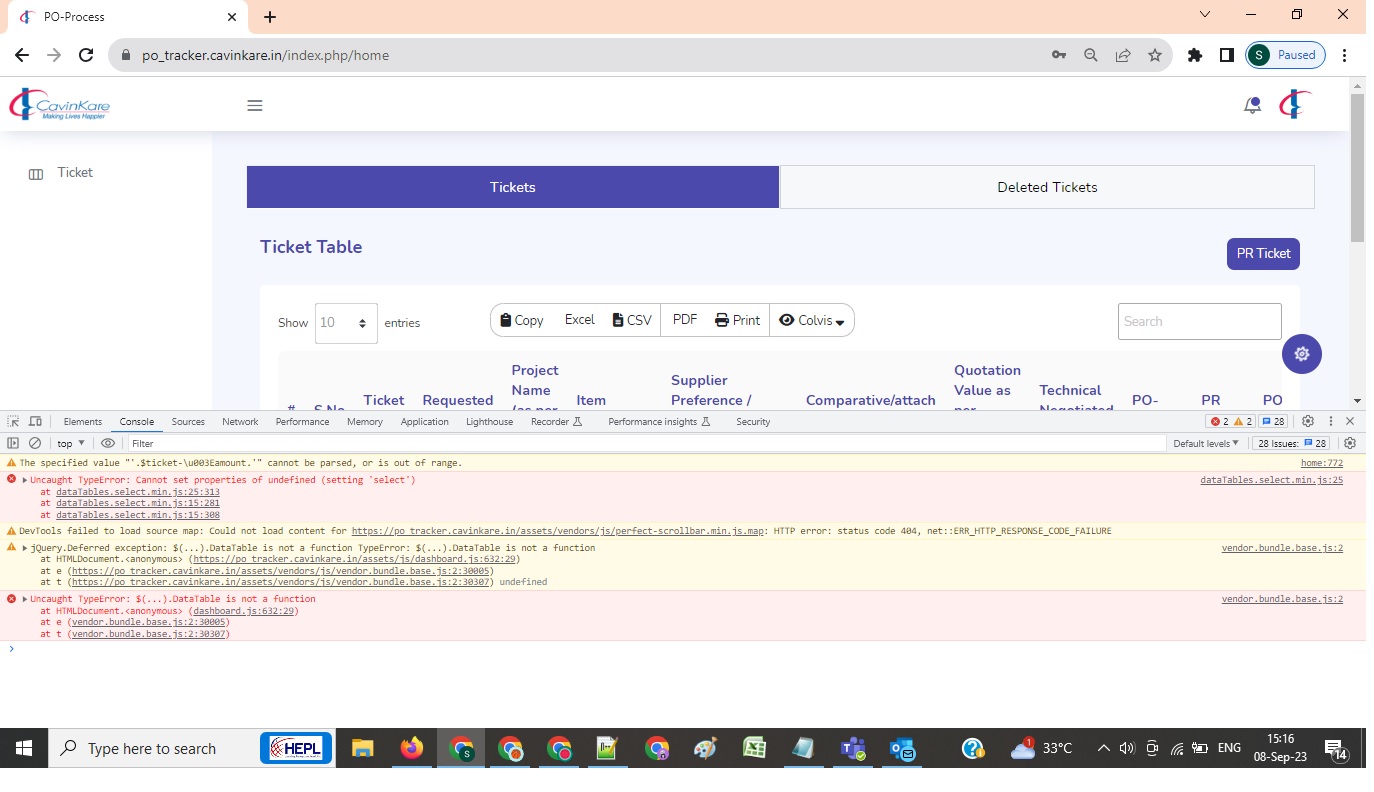 PO-Process
po_tracker.cavinkare.in/index.php/home
S Paused
CavinKare
Making Lives Happier
Ticket
Tickets
Deleted Tickets
Ticket Table
PR Ticket
Show 10 entries
Copy Excel CSV PDF Print Colvis
Search
Project Quotation
Name Supplier Value as Technical
Ticket Requested Item Preference / Comparative/attach PO- PR PO
Elements Console Sources Network Performance Memory Application Lighthouse Recorder Performance insights Security 2 2 28
top Filter Default levels 28 Issues: 28
The specified value "'.$ticket-\u003Eamount.'" cannot be parsed, or is out of range. home:772
Uncaught TypeError: Cannot set properties of undefined (setting 'select') dataTables.select.min.js:25
at dataTables.select.min.js:25:313
at dataTables.select.min.js:15:281
at dataTables.select.min.js:15:308
DevTools failed to load source map: Could not load content for https://po_tracker.cavinkare.in/assets/vendors/js/perfect-scrollbar.min.js.map: HTTP error: status code 404, net::ERR_HTTP_RESPONSE_CODE_FAILURE
jQuery.Deferred exception: $(...).DataTable is not a function TypeError: $(...).DataTable is not a function vendor.bundle.base.js:2
at HTMLDocument.<anonymous> (https://po_tracker.cavinkare.in/assets/js/dashboard.js:632:29)
at e (https://po_tracker.cavinkare.in/assets/vendors/js/vendor.bundle.base.js:2:30005)
at t (https://po_tracker.cavinkare.in/assets/vendors/js/vendor.bundle.base.js:2:30307) undefined
Uncaught TypeError: $(...).DataTable is not a function vendor.bundle.base.js:2
at HTMLDocument.<anonymous> (dashboard.js:632:29)
at e (vendor.bundle.base.js:2:30005)
at t (vendor.bundle.base.js:2:30307)
Type here to search
HEPL
33°C
ENG
15:16
08-Sep-23
14